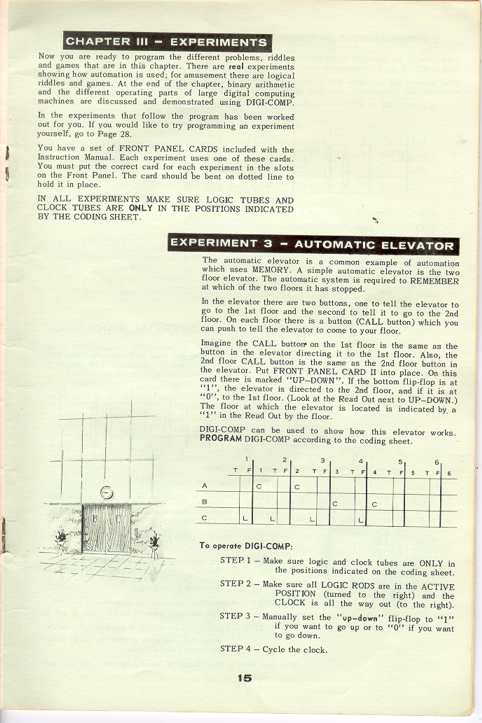 CHAPTER III – EXPERIMENTS
Now you are ready to program the different problems, riddles
and games that are in this chapter. There are real experiments
showing how automation is used; for amusement there are logical
riddles and games. At the end of the chapter, binary arithmetic
and the different operating parts of large digital computing
machines are discussed and demonstrated using DIGI-COMP.
In the experiments that follow the program has been worked
out for you. If you would like to try programming an experiment
yourself, go to Page 28.
You have a set of FRONT PANEL CARDS included with the
Instruction Manual. Each experiment uses one of these cards.
You must put the correct card for each experiment in the slots
on the Front Panel. The card should be bent on dotted line to
hold it in place.
IN ALL EXPERIMENTS MAKE SURE LOGIC TUBES AND
CLOCK TUBES ARE ONLY IN THE POSITIONS INDICATED
BY THE CODING SHEET.
EXPERIMENT 3 – AUTOMATIC ELEVATOR
The automatic elevator is a common example of automation
which uses MEMORY. A simple automatic elevator is the two
floor elevator. The automatic system is required to REMEMBER
at which of the two floors it has stopped.
In the elevator there are two buttons, one to tell the elevator to
go to the 1st floor and the second to tell it to go to the 2nd
floor. On each floor there is a button (CALL button) which you
can push to tell the elevator to come to your floor.
Imagine the CALL button on the 1st floor is the same as the
button in the elevator directing it to the 1st floor. Also, the
2nd floor CALL button is the same as the 2nd floor button in
the elevator. Put FRONT PANEL CARD II into place. On this
card there is marked "UP–DOWN". If the bottom flip-flop is at
"1", the elevator is directed to the 2nd floor, and if it is at
"0", to the 1st floor. (Look at the Read Out next to UP–DOWN.)
The floor at which the elevator is located is indicated by a
"1" in the Read Out by the floor.
DIGI-COMP can be used to show how this elevator works.
PROGRAM DIGI-COMP according to the coding sheet.
1 2 3 4 5 6
T F 1 T F 2 T F 3 T F 4 T F 5 T F 6
A C C
B C C
C L L L L
To operate DIGI-COMP:
STEP 1 – Make sure logic and clock tubes are ONLY in
the positions indicated on the coding sheet.
STEP 2 – Make sure all LOGIC RODS are in the ACTIVE
POSITION (turned to the right) and the
CLOCK is all the way out (to the right).
STEP 3 – Manually set the "up–down" flip-flop to "1"
if you want to go up or to "0" if you want
to go down.
STEP 4 – Cycle the clock.
15